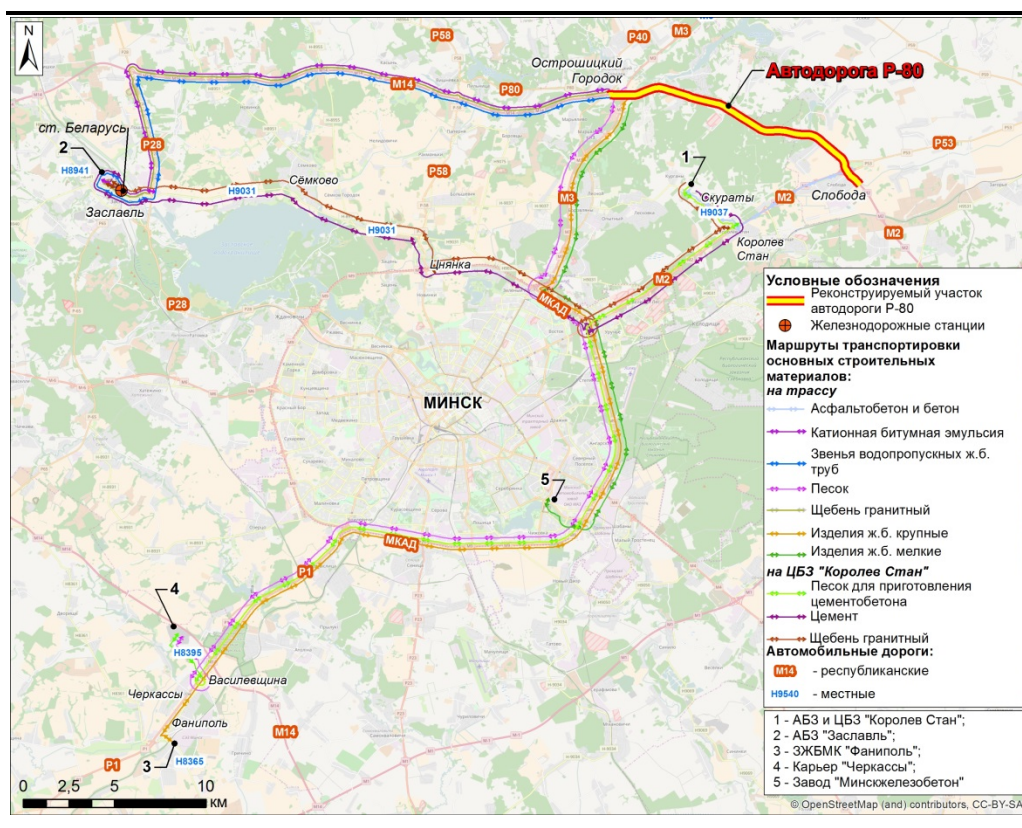 N
P58
P40
M3
Острошицкий
Городок
Автодорога Р-80
M14
P80
ст. Беларусь
2
P28
P53
H8941
1
Сёмково
P58
H9031
Скураты
M2
Слобода
Заславль
M3
H9037
H9031
M2
Королев
Стан
Цнянка
M2
P28
МКАД
МИНСК
5
МКАД
P1
4
H8395
Василевщина
Черкассы
Фаниполь
M14
P1
3
H8365
0 2,5 5 10
КМ
Условные обозначения
Реконструируемый участок
автодороги Р-80
Железнодорожные станции
Маршруты транспортировки
основных строительных
материалов:
на трассу
Асфальтобетон и бетон
Катионная битумная эмульсия
Звенья водопропускных ж.б.
труб
Песок
Щебень гранитный
Изделия ж.б. крупные
Изделия ж.б. мелкие
на ЦБЗ "Королев Стан"
Песок для приготовления
цементобетона
Цемент
Щебень гранитный
Автомобильные дороги:
M14 - республиканские
H9540 - местные
1 - АБЗ и ЦБЗ "Королев Стан";
2 - АБЗ "Заславль";
3 - ЗЖБМК "Фаниполь";
4 - Карьер "Черкассы";
5 - Завод "Минскжелезобетон"
© OpenStreetMap (and) contributors, CC-BY-SA